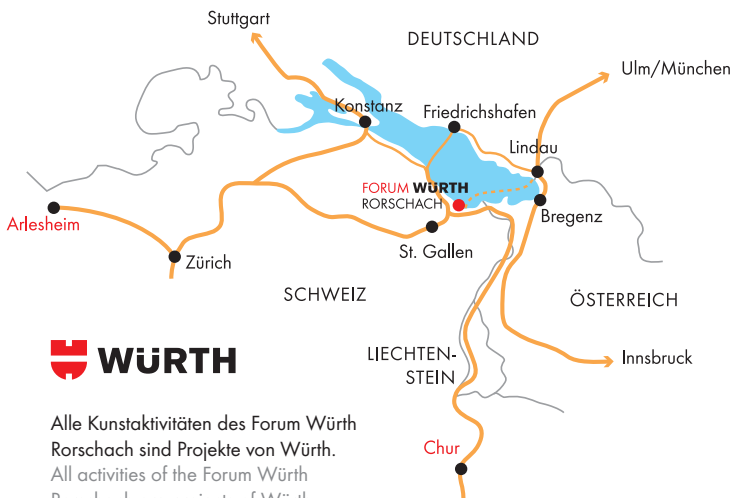 Stuttgart
DEUTSCHLAND
Ulm/München
Konstanz
Friedrichshafen
Lindau
FORUM WÜRTH
RORSCHACH
Arlesheim
Bregenz
St. Gallen
Zürich
SCHWEIZ
ÖSTERREICH
LIECHTEN-
STEIN
Innsbruck
WÜRTH
Alle Kunstaktivitäten des Forum Würth
Rorschach sind Projekte von Würth.
All activities of the Forum Würth
Chur